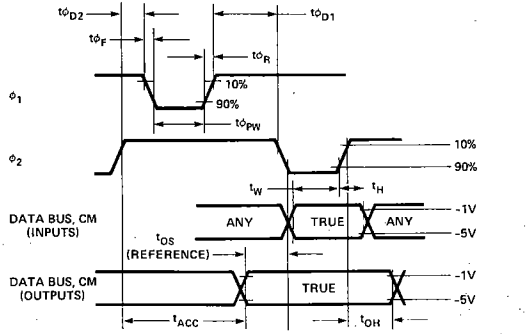 tϕD2
tϕD1
tϕF
tϕR
10%
90%
ϕ1
tϕPW
ϕ2
10%
90%
tW
tH
DATA BUS, CM
(INPUTS)
ANY
TRUE
ANY
-1V
-5V
tOS
(REFERENCE)
DATA BUS, CM
(OUTPUTS)
TRUE
-1V
-5V
tACC
tOH